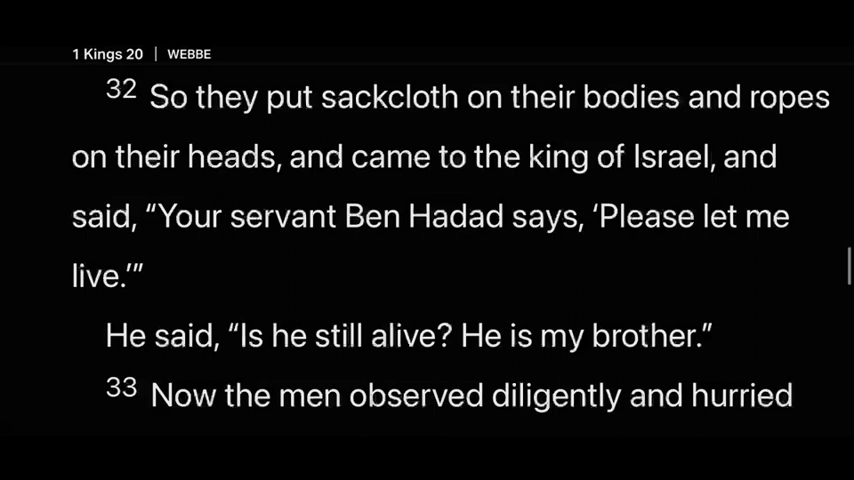 1 Kings 20 | WEBBE
32 So they put sackcloth on their bodies and ropes
on their heads, and came to the king of Israel, and
said, “Your servant Ben Hadad says, ‘Please let me
live.’”
He said, “Is he still alive? He is my brother.”
33 Now the men observed diligently and hurried